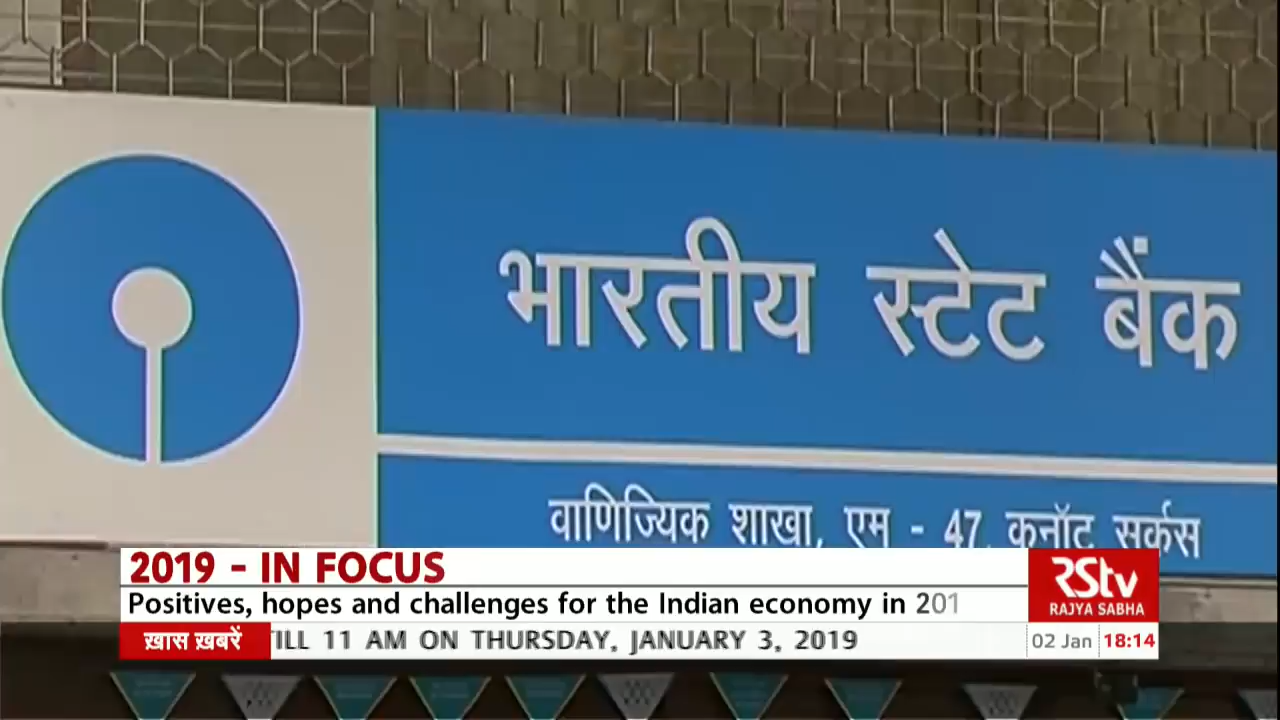 भारतीय स्टेट बैंक
वाणिज्यिक शाखा, एम - 47, कनॉट सर्कस
2019 - IN FOCUS
Positives, hopes and challenges for the Indian economy in 201
RStv
RAJYA SABHA
ख़ास ख़बरें
TILL 11 AM ON THURSDAY, JANUARY 3, 2019
02 Jan 18:14